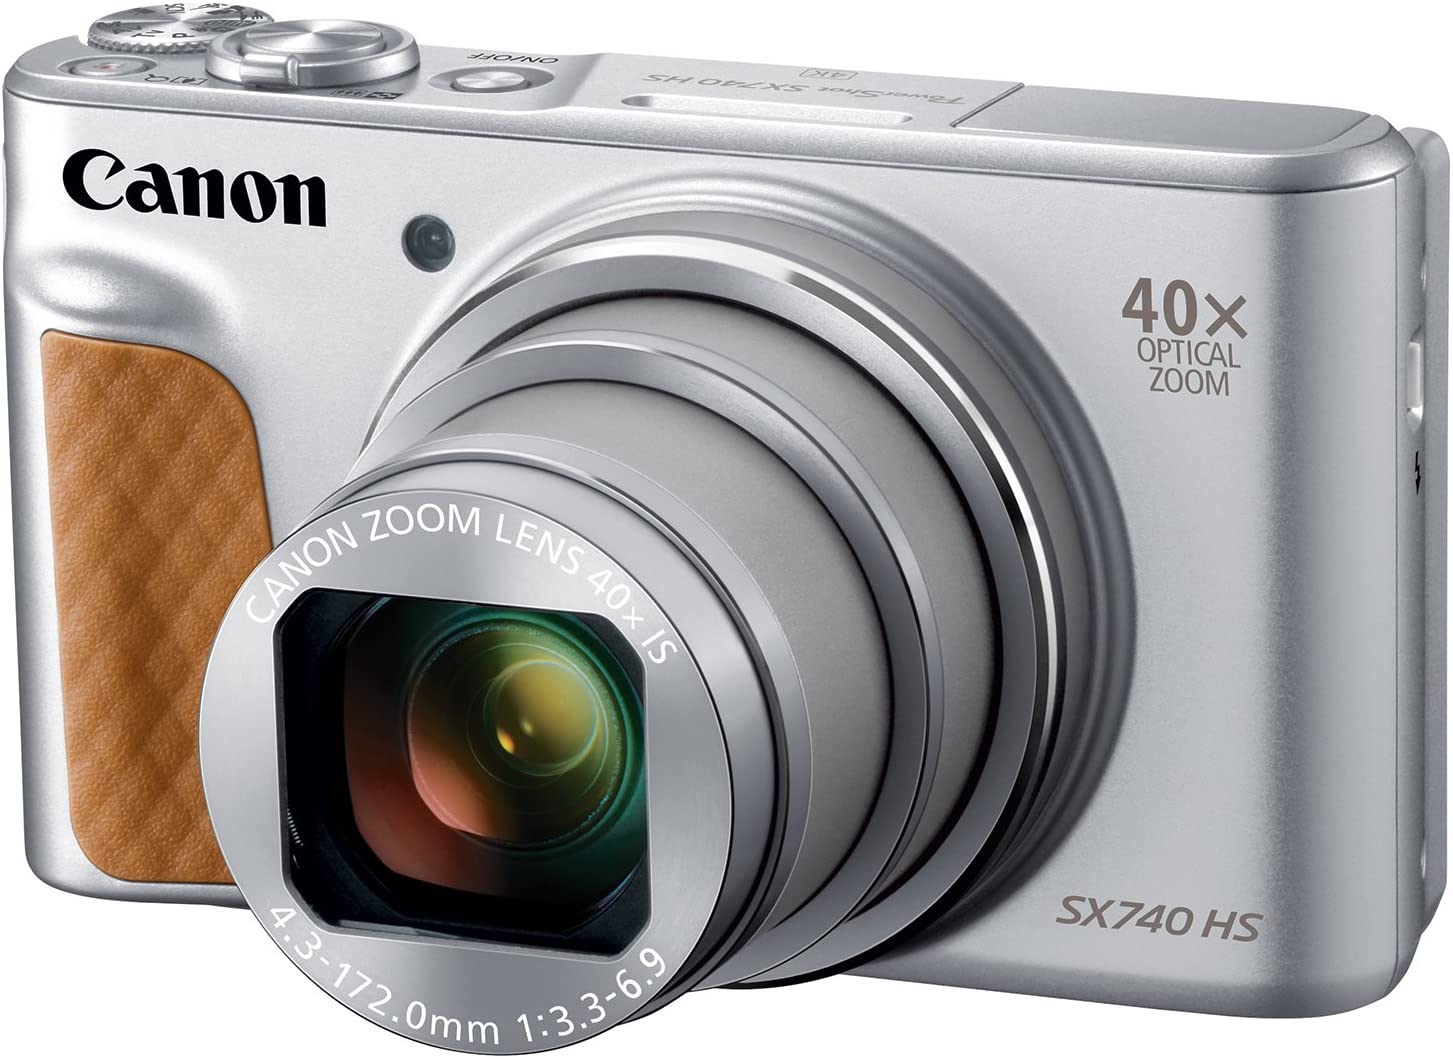 ON/OFF
PowerShot SX740 HS
4K
Canon
40×
OPTICAL
ZOOM
CANON ZOOM LENS 40× IS
4.3-172.0mm 1:3.3-6.9
SX740 HS